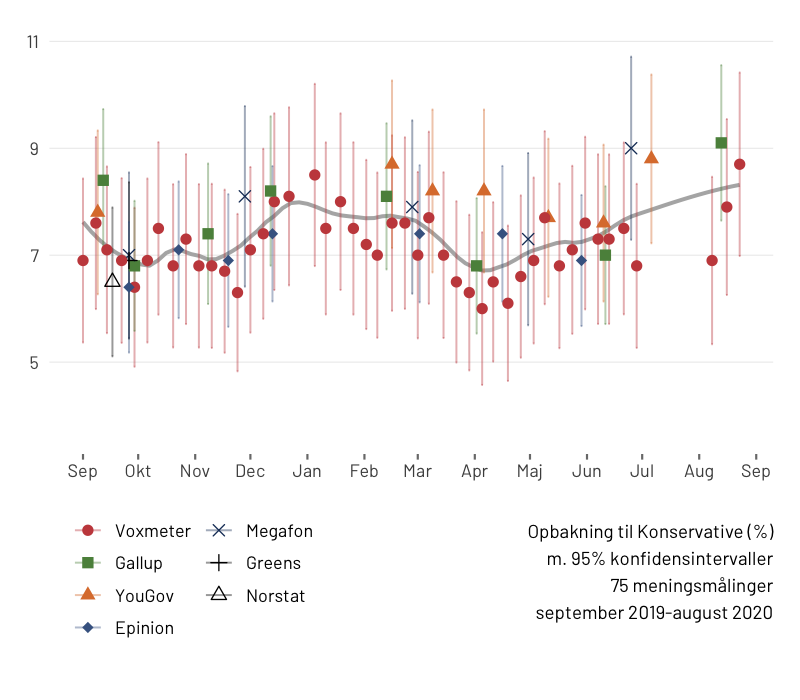 11
9
7
5
Sep Okt Nov Dec Jan Feb Mar Apr Maj Jun Jul Aug Sep
Voxmeter Megafon
Gallup Greens
YouGov Norstat
Epinion
Opbakning til Konservative (%)
m. 95% konfidensintervaller
75 meningsmålinger
september 2019-august 2020